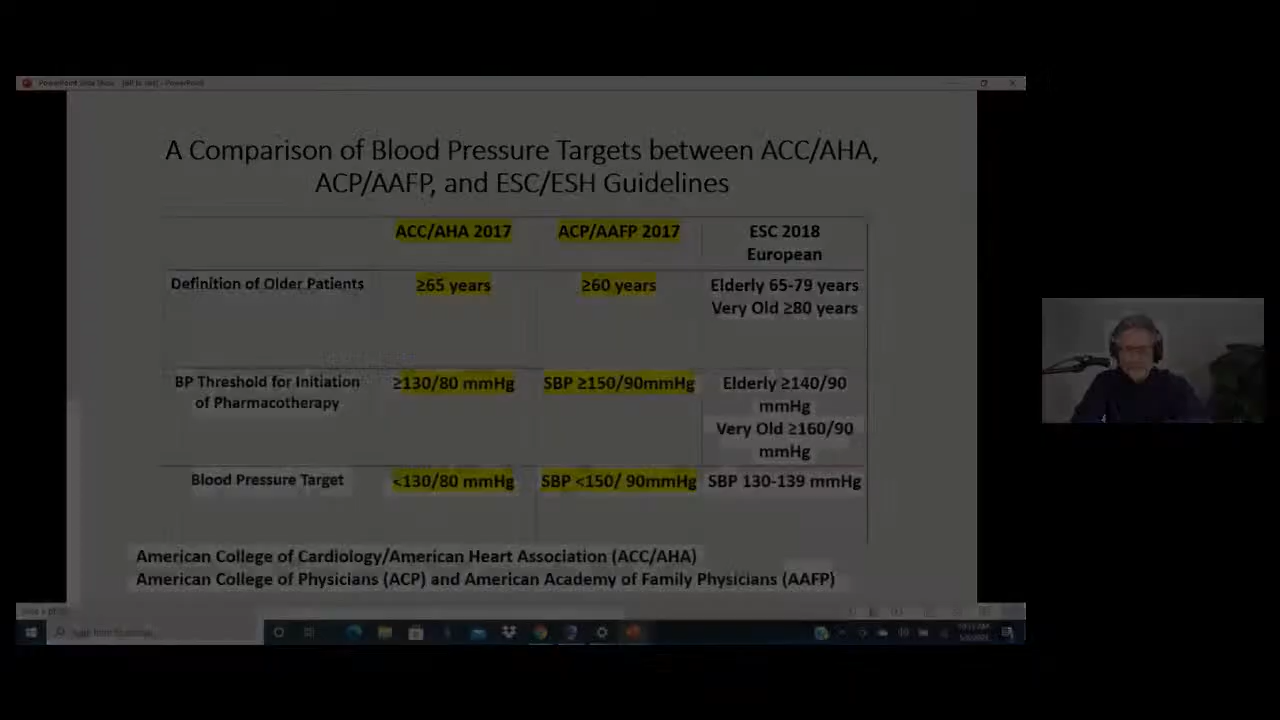 PowerPoint Slide Show - PowerPoint
A Comparison of Blood Pressure Targets between ACC/AHA,
ACP/AAFP, and ESC/ESH Guidelines
ACC/AHA 2017
ACP/AAFP 2017
ESC 2018
European
Definition of Older Patients
≥65 years
≥60 years
Elderly 65-79 years
Very Old ≥80 years
BP Threshold for Initiation
of Pharmacotherapy
≥130/80 mmHg
SBP ≥150/90mmHg
Elderly ≥140/90
mmHg
Very Old ≥160/90
mmHg
Blood Pressure Target
<130/80 mmHg
SBP <150/ 90mmHg
SBP 130-139 mmHg
American College of Cardiology/American Heart Association (ACC/AHA)
American College of Physicians (ACP) and American Academy of Family Physicians (AAFP)